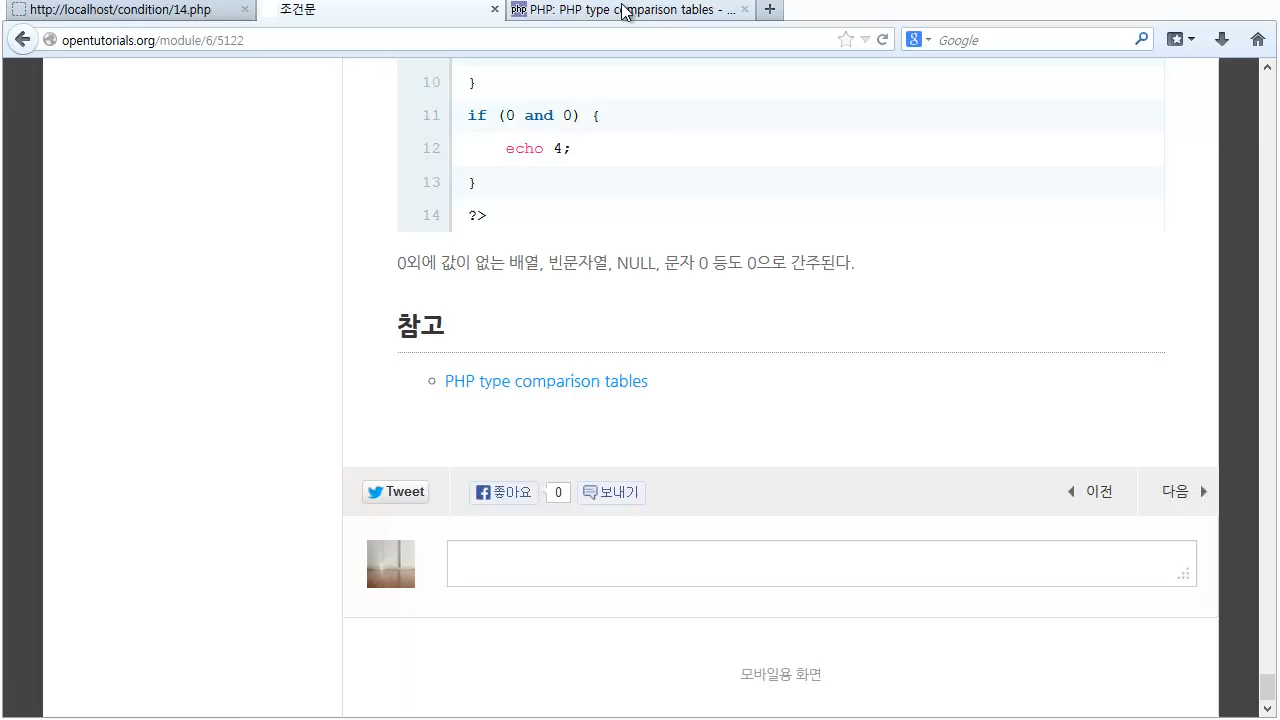 http://localhost/condition/14.php
조건문
php PHP: PHP type comparison tables - ...
opentutorials.org/module/6/5122
Google
10 }
11 if (0 and 0) {
12 echo 4;
13 }
14 ?>
0외에 값이 없는 배열, 빈문자열, NULL, 문자 0 등도 0으로 간주된다.
참고
PHP type comparison tables
Tweet
좋아요 0
보내기
이전
다음
모바일용 화면